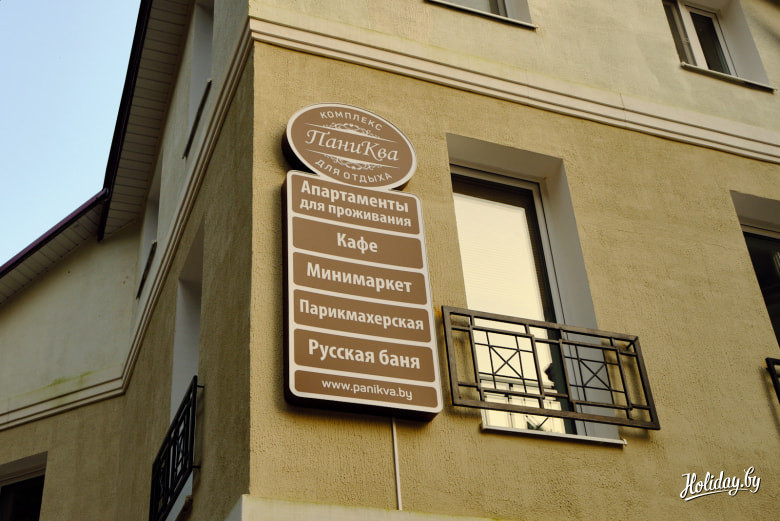 КОМПЛЕКС
ПаниКва
ДЛЯ ОТДЫХА
Апартаменты
для проживания
Кафе
Минимаркет
Парикмахерская
Русская баня
www.panikva.by
Holiday.by